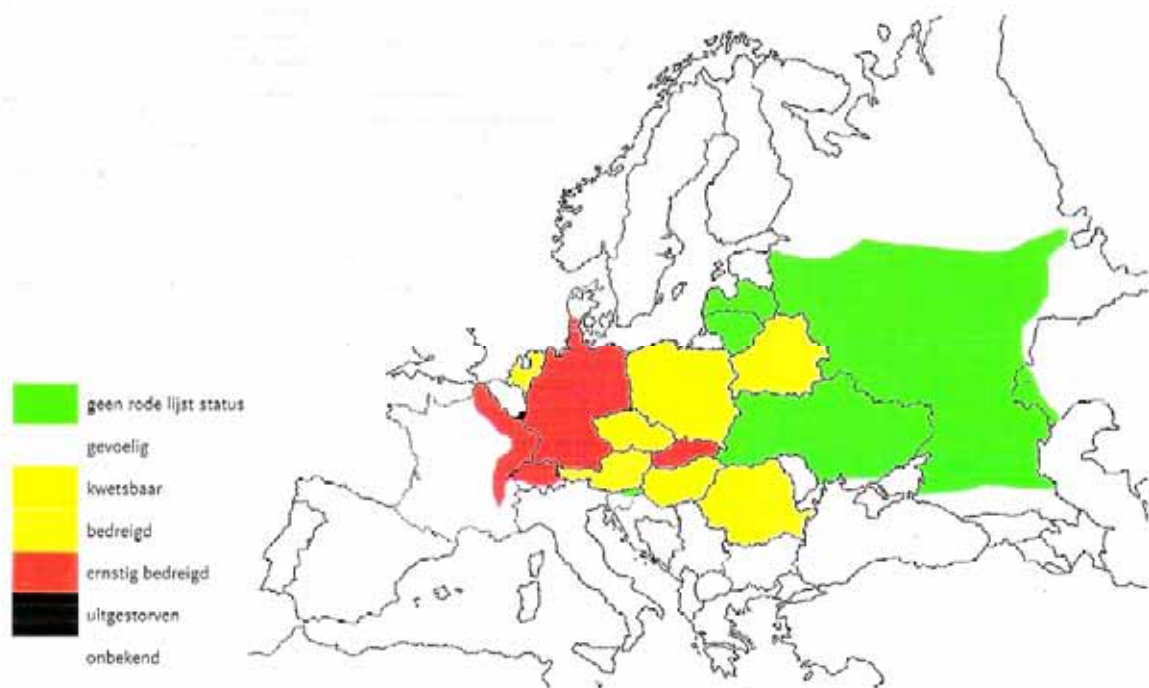 geen rode lijst status
gevoelig
kwetsbaar
bedreigd
ernstig bedreigd
uitgestorven
onbekend